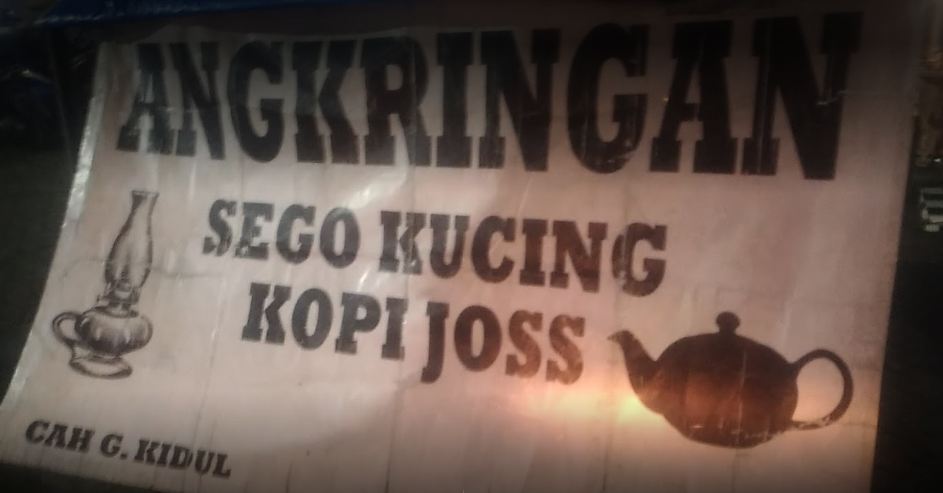 ANGKRINGAN
SEGO KUCING
KOPI JOSS
CAH G. KIDUL